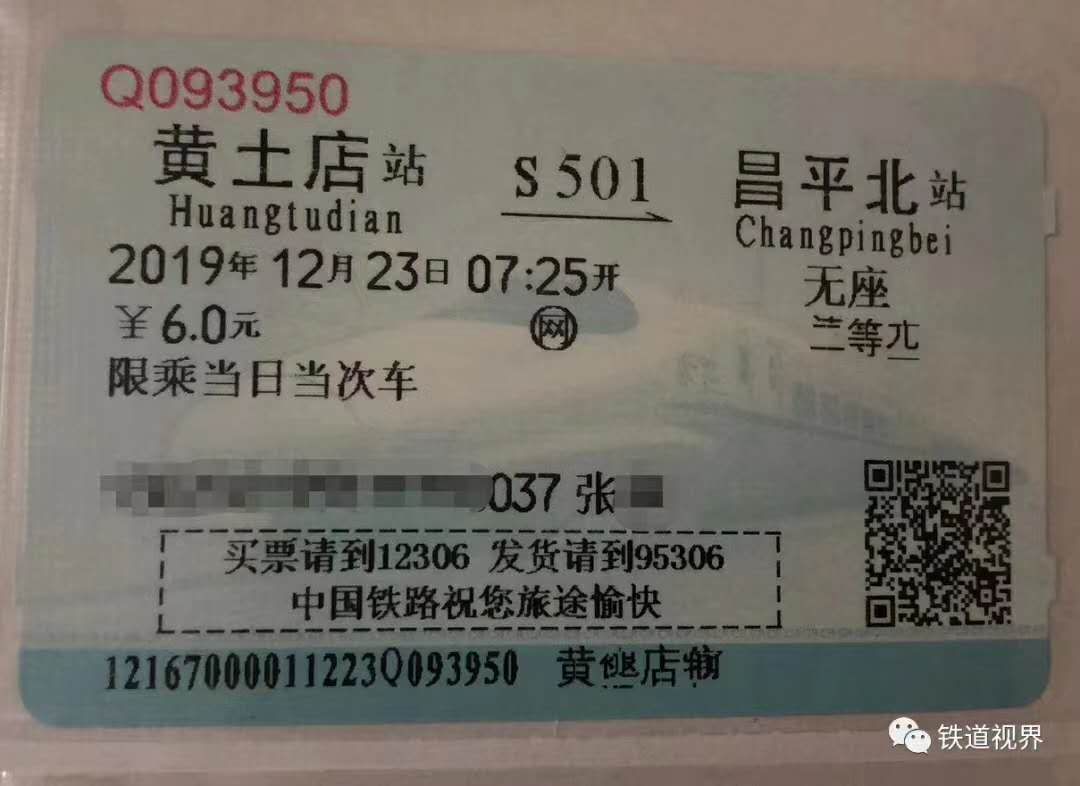 Q093950
黄土店站 S501 昌平北站
Huangtudian Changpingbei
2019年12月23日07:25开 无座
￥6.0元 网 二等
限乘当日当次车
037 张
买票请到12306 发货请到95306
中国铁路祝您旅途愉快
12167000011223Q093950 黄店
铁道视界